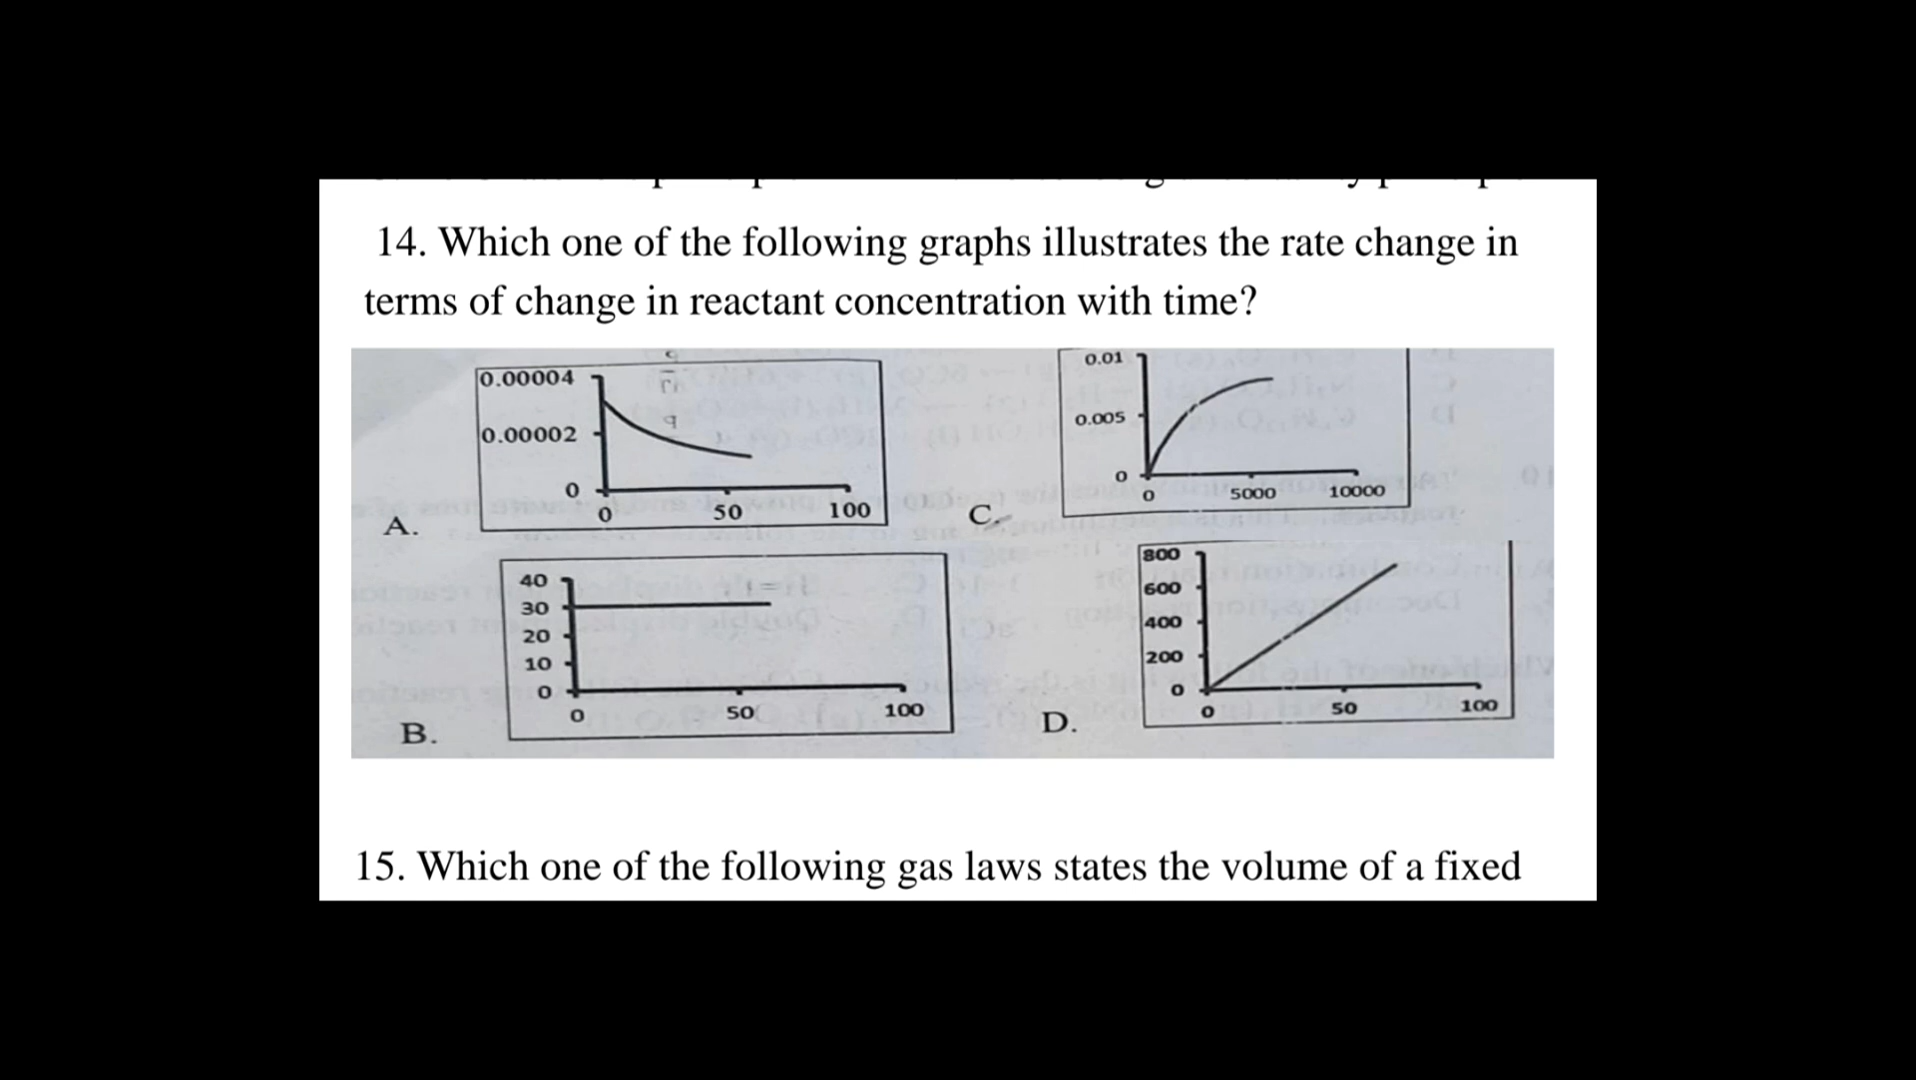 14. Which one of the following graphs illustrates the rate change in
terms of change in reactant concentration with time?
0.00004
0.00002
0
0 50 100
A.
0.01
0.005
0
0 5000 10000
C.
40
30
20
10
0
0 50 100
B.
800
600
400
200
0
0 50 100
D.
15. Which one of the following gas laws states the volume of a fixed